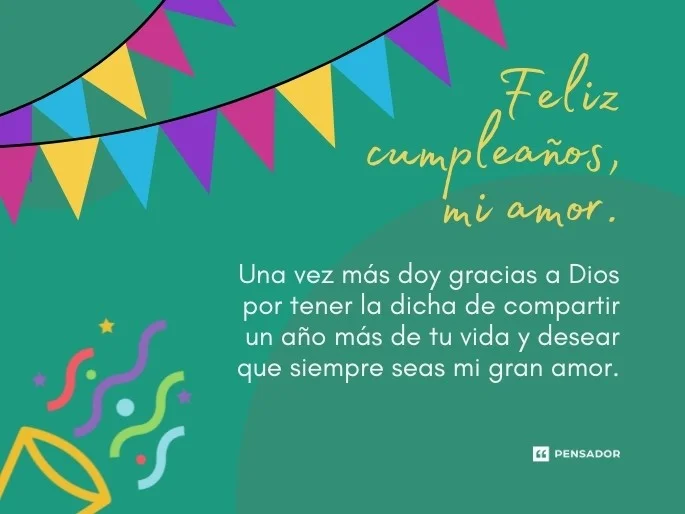 Feliz
cumpleaños,
mi amor.
Una vez más doy gracias a Dios
por tener la dicha de compartir
un año más de tu vida y desear
que siempre seas mi gran amor.
PENSADOR